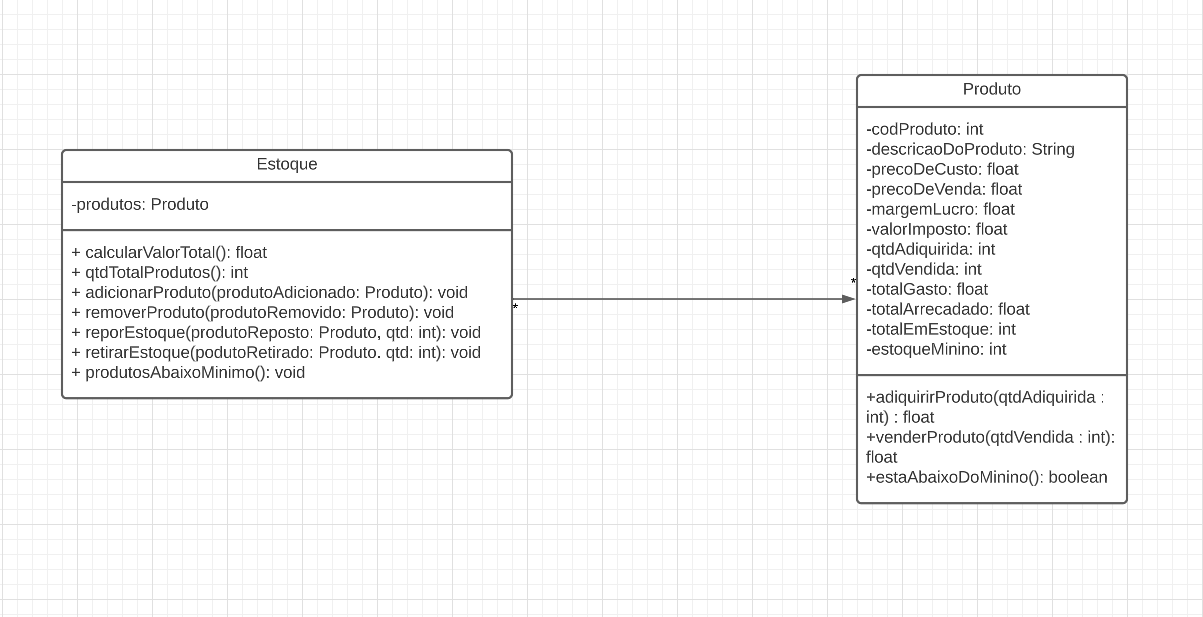 Estoque
-produtos: Produto
+ calcularValorTotal(): float
+ qtdTotalProdutos(): int
+ adicionarProduto(produtoAdicionado: Produto): void
+ removerProduto(produtoRemovido: Produto): void
+ reporEstoque(produtoReposto: Produto, qtd: int): void
+ retirarEstoque(podutoRetirado: Produto, qtd: int): void
+ produtosAbaixoMinimo(): void
*
*
Produto
-codProduto: int
-descricaoDoProduto: String
-precoDeCusto: float
-precoDeVenda: float
-margemLucro: float
-valorImposto: float
-qtdAdiquirida: int
-qtdVendida: int
-totalGasto: float
-totalArrecadado: float
-totalEmEstoque: int
-estoqueMinino: int
+adiquirirProduto(qtdAdiquirida :
int) : float
+venderProduto(qtdVendida : int):
float
+estaAbaixoDoMinino(): boolean